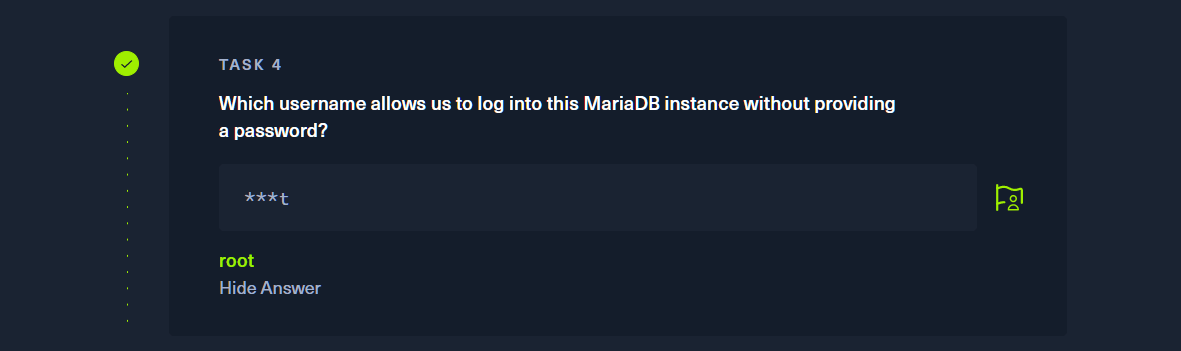 TASK 4
Which username allows us to log into this MariaDB instance without providing
a password?
***t
root
Hide Answer